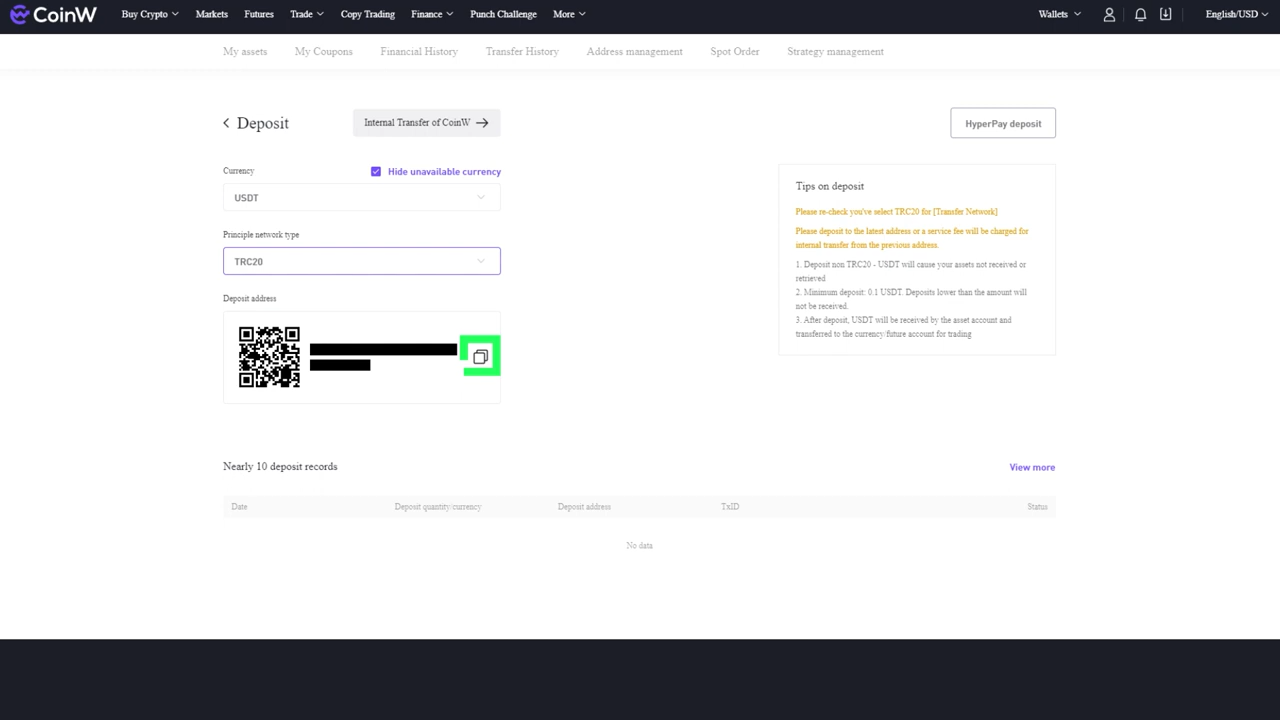 CoinW
Buy Crypto
Markets
Futures
Trade
Copy Trading
Finance
Punch Challenge
More
Wallets
English/USD
My assets
My Coupons
Financial History
Transfer History
Address management
Spot Order
Strategy management
Deposit
Internal Transfer of CoinW
HyperPay deposit
Currency
Hide unavailable currency
USDT
Principle network type
TRC20
Deposit address
Tips on deposit
Please re-check you've select TRC20 for [Transfer Network]
Please deposit to the latest address or a service fee will be charged for
internal transfer from the previous address.
1. Deposit non TRC20 - USDT will cause your assets not received or
retrieved
2. Minimum deposit: 0.1 USDT. Deposits lower than the amount will
not be received.
3. After deposit, USDT will be received by the asset account and
transferred to the currency/future account for trading
Nearly 10 deposit records
View more
Date
Deposit quantity/currency
Deposit address
TxID
Status
No data